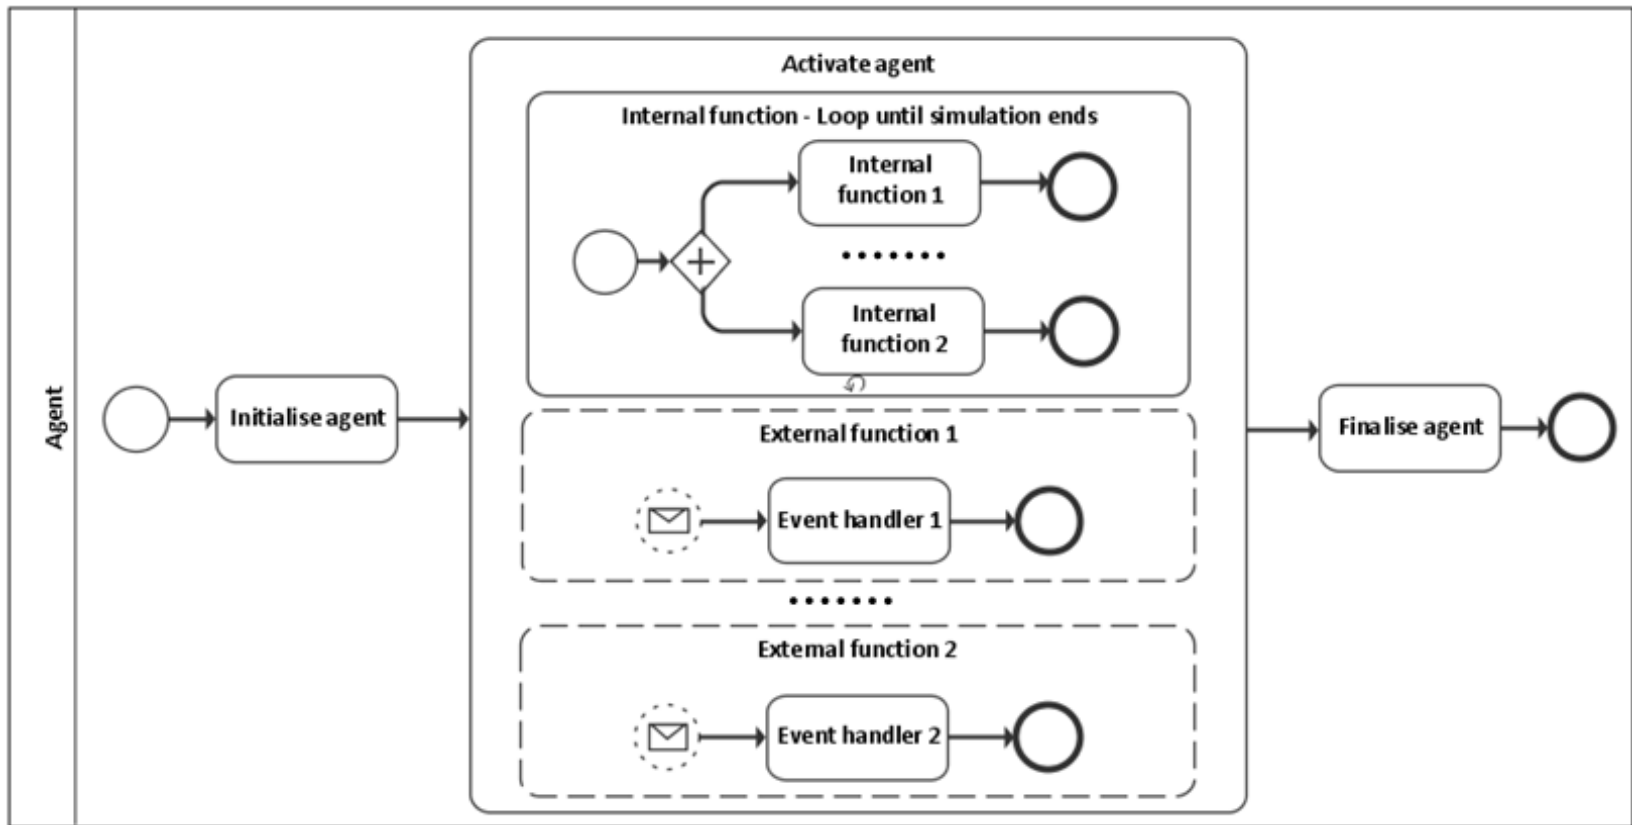 Agent
Initialise agent
Activate agent
Internal function - Loop until simulation ends
Internal
function 1
Internal
function 2
External function 1
Event handler 1
External function 2
Event handler 2
Finalise agent